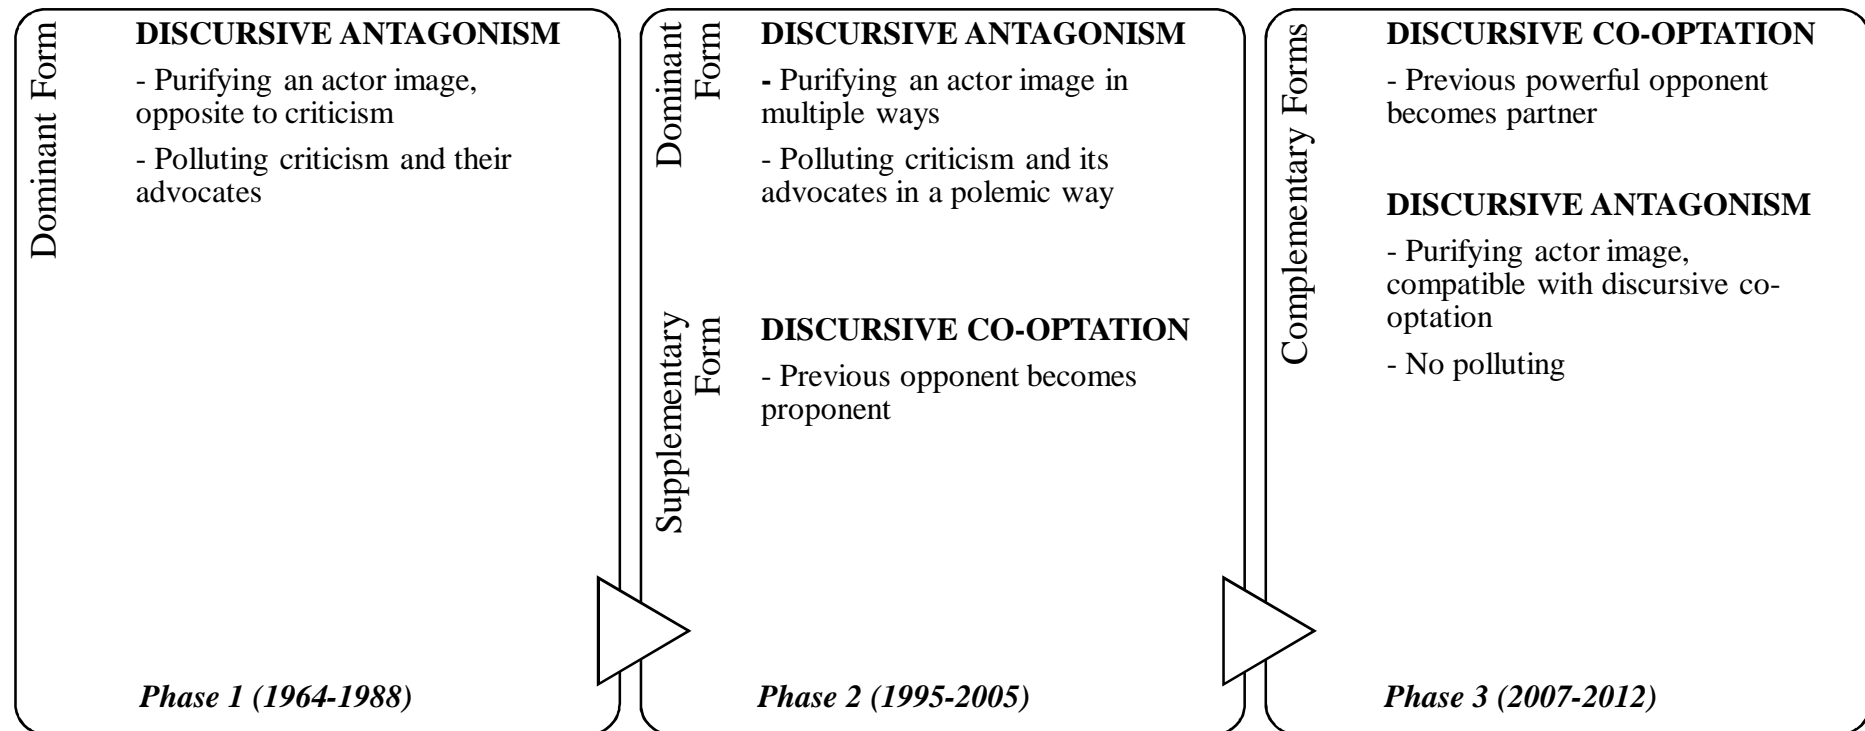 Dominant Form
DISCURSIVE ANTAGONISM
- Purifying an actor image,
opposite to criticism
- Polluting criticism and their
advocates
Phase 1 (1964-1988)
Dominant
Form
DISCURSIVE ANTAGONISM
- Purifying an actor image in
multiple ways
- Polluting criticism and its
advocates in a polemic way
Supplementary
Form
DISCURSIVE CO-OPTATION
- Previous opponent becomes
proponent
Phase 2 (1995-2005)
Complementary Forms
DISCURSIVE CO-OPTATION
- Previous powerful opponent
becomes partner
DISCURSIVE ANTAGONISM
- Purifying actor image,
compatible with discursive co-
optation
- No polluting
Phase 3 (2007-2012)